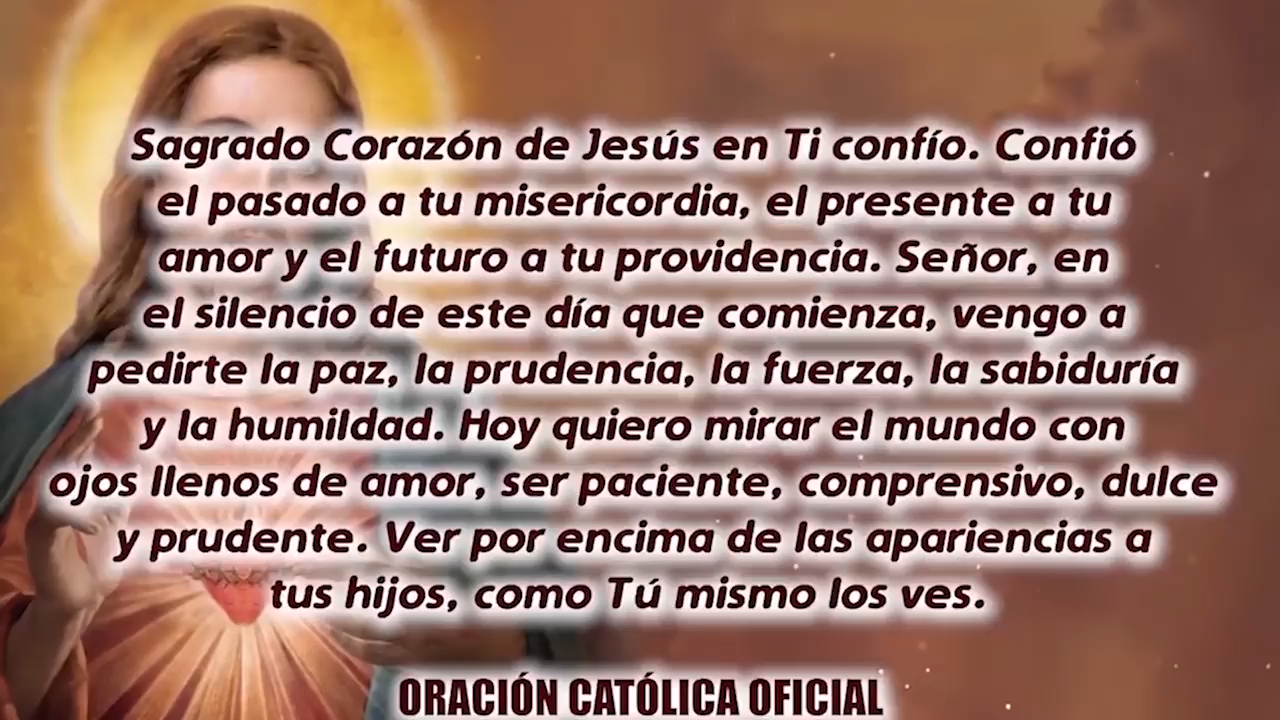 Sagrado Corazón de Jesús en Ti confío. Confió
el pasado a tu misericordia, el presente a tu
amor y el futuro a tu providencia. Señor, en
el silencio de este día que comienza, vengo a
pedirte la paz, la prudencia, la fuerza, la sabiduría
y la humildad. Hoy quiero mirar el mundo con
ojos llenos de amor, ser paciente, comprensivo, dulce
y prudente. Ver por encima de las apariencias a
tus hijos, como Tú mismo los ves.
ORACIÓN CATÓLICA OFICIAL